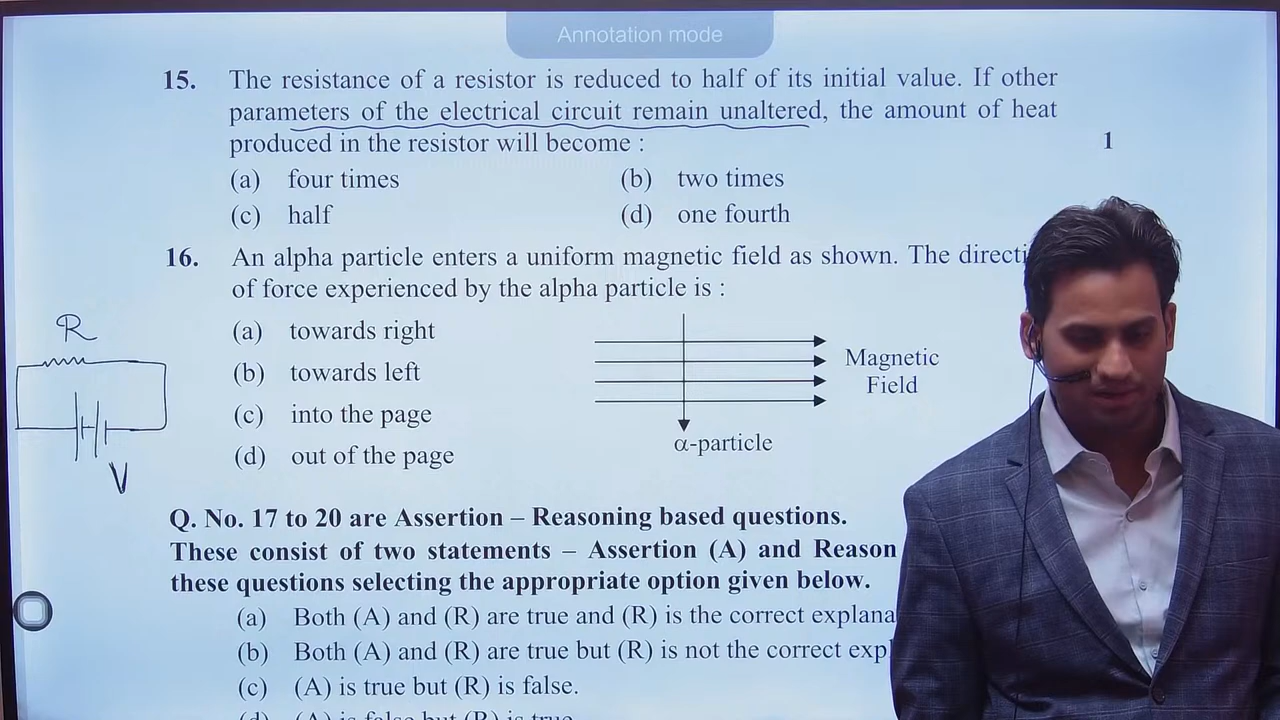 Annotation mode
15. The resistance of a resistor is reduced to half of its initial value. If other
parameters of the electrical circuit remain unaltered, the amount of heat
produced in the resistor will become : 1
(a) four times (b) two times
(c) half (d) one fourth
16. An alpha particle enters a uniform magnetic field as shown. The directi
of force experienced by the alpha particle is :
(a) towards right
(b) towards left
(c) into the page
(d) out of the page
Magnetic
Field
α-particle
R
V
Q. No. 17 to 20 are Assertion – Reasoning based questions.
These consist of two statements – Assertion (A) and Reason
these questions selecting the appropriate option given below.
(a) Both (A) and (R) are true and (R) is the correct explana
(b) Both (A) and (R) are true but (R) is not the correct exp
(c) (A) is true but (R) is false.
(d) (A) is false but (R) is true